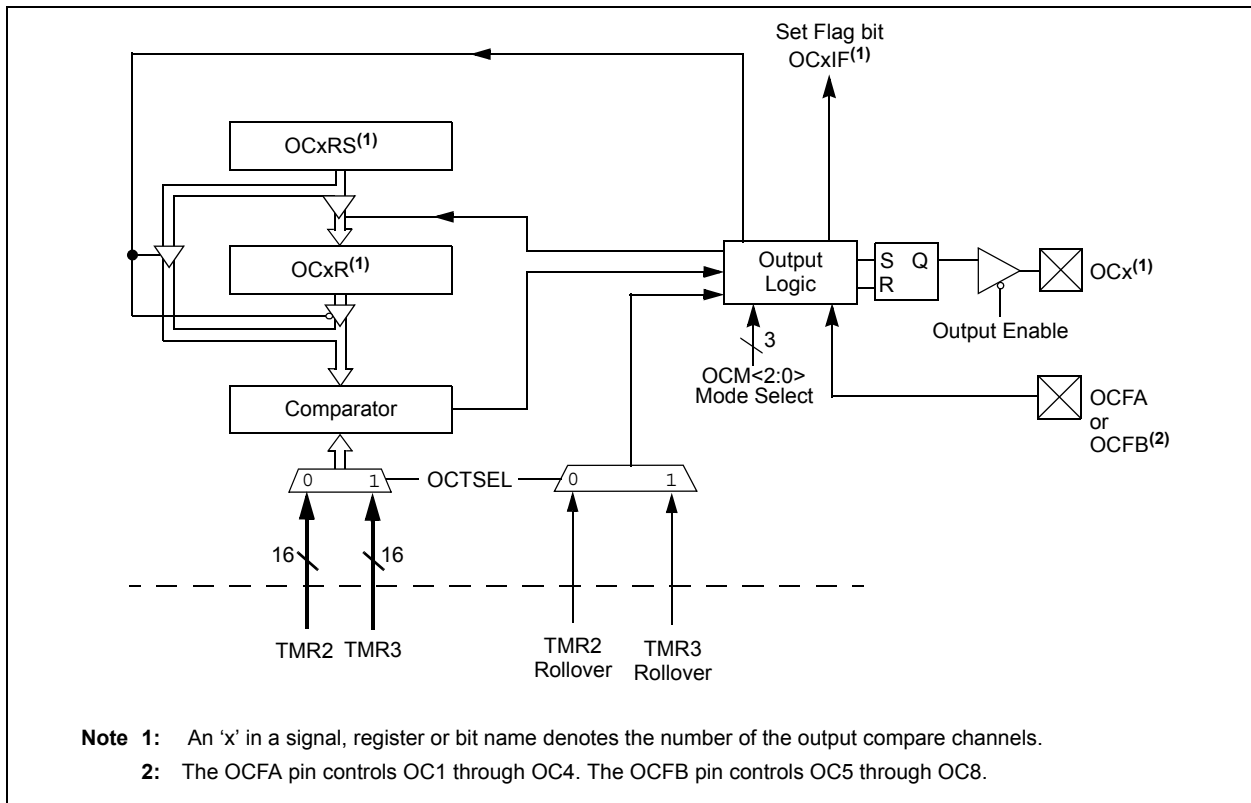 Set Flag bit
OCxIF(1)
OCxRS(1)
OCxR(1)
Output
Logic
S Q
R
OCx(1)
Output Enable
3
OCM<2:0>
Mode Select
OCFA
or
OCFB(2)
Comparator
0 1
OCTSEL
0 1
16
16
TMR2
TMR3
TMR2
Rollover
TMR3
Rollover
Note 1: An ‘x’ in a signal, register or bit name denotes the number of the output compare channels.
2: The OCFA pin controls OC1 through OC4. The OCFB pin controls OC5 through OC8.